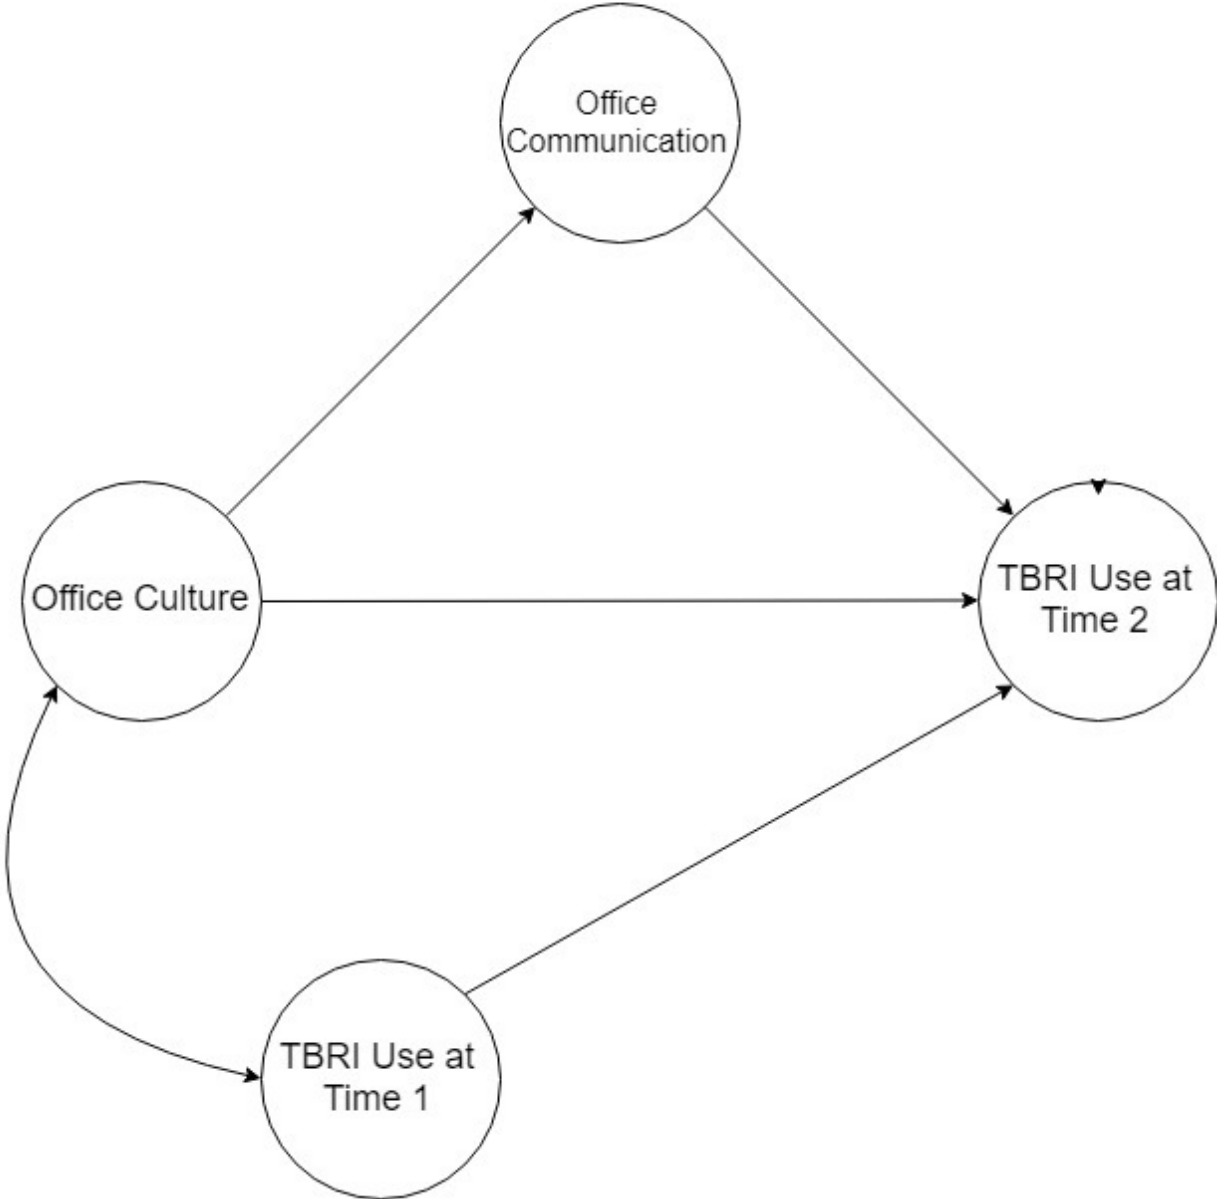 Office
Communication
Office Culture
TBRI Use at
Time 2
TBRI Use at
Time 1